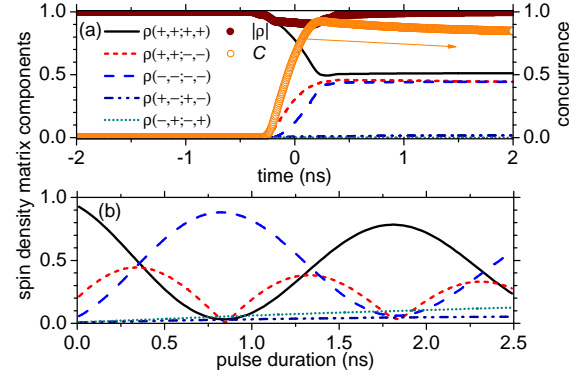 spin density matrix components
(a)
ρ(+,+;+,+)
ρ(+,+;-,-)
ρ(-,-;-,-)
ρ(+,-;+,-)
ρ(-,+;-,+)
|ρ|
C
1.0
0.5
0.0
1.0
0.5
0.0
concurrence
-2 -1 0 1 2
time (ns)
(b)
1.0
0.5
0.0
0.0 0.5 1.0 1.5 2.0 2.5
pulse duration (ns)